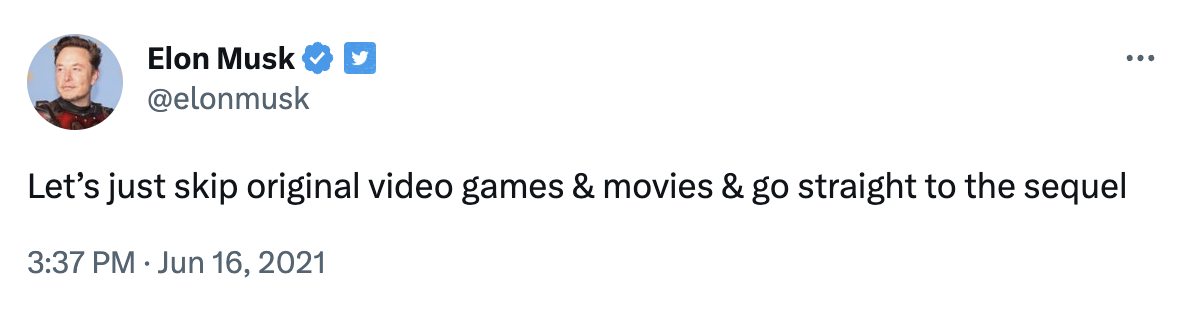 Elon Musk
@elonmusk
Let’s just skip original video games & movies & go straight to the sequel
3:37 PM · Jun 16, 2021